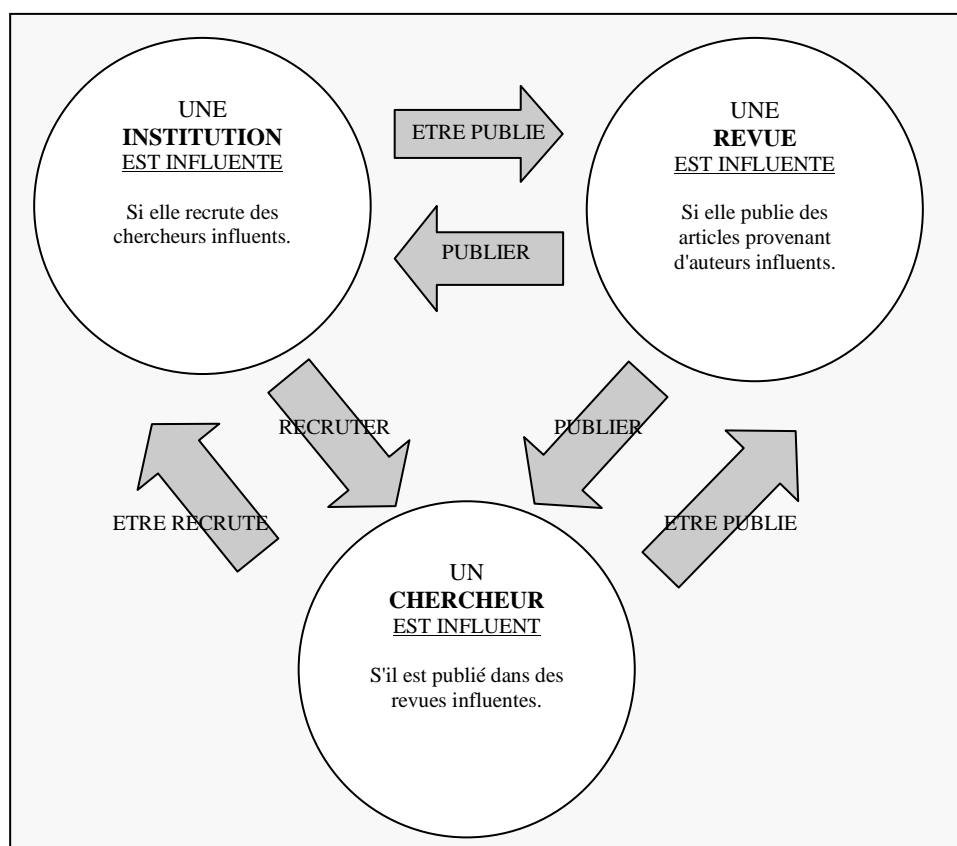 UNE
INSTITUTION
EST INFLUENTE
Si elle recrute des
chercheurs influents.
ETRE PUBLIE
PUBLIER
UNE
REVUE
EST INFLUENTE
Si elle publie des
articles provenant
d'auteurs influents.
RECRUTER
PUBLIER
ETRE RECRUTE
ETRE PUBLIE
UN
CHERCHEUR
EST INFLUENT
S'il est publié dans des
revues influentes.